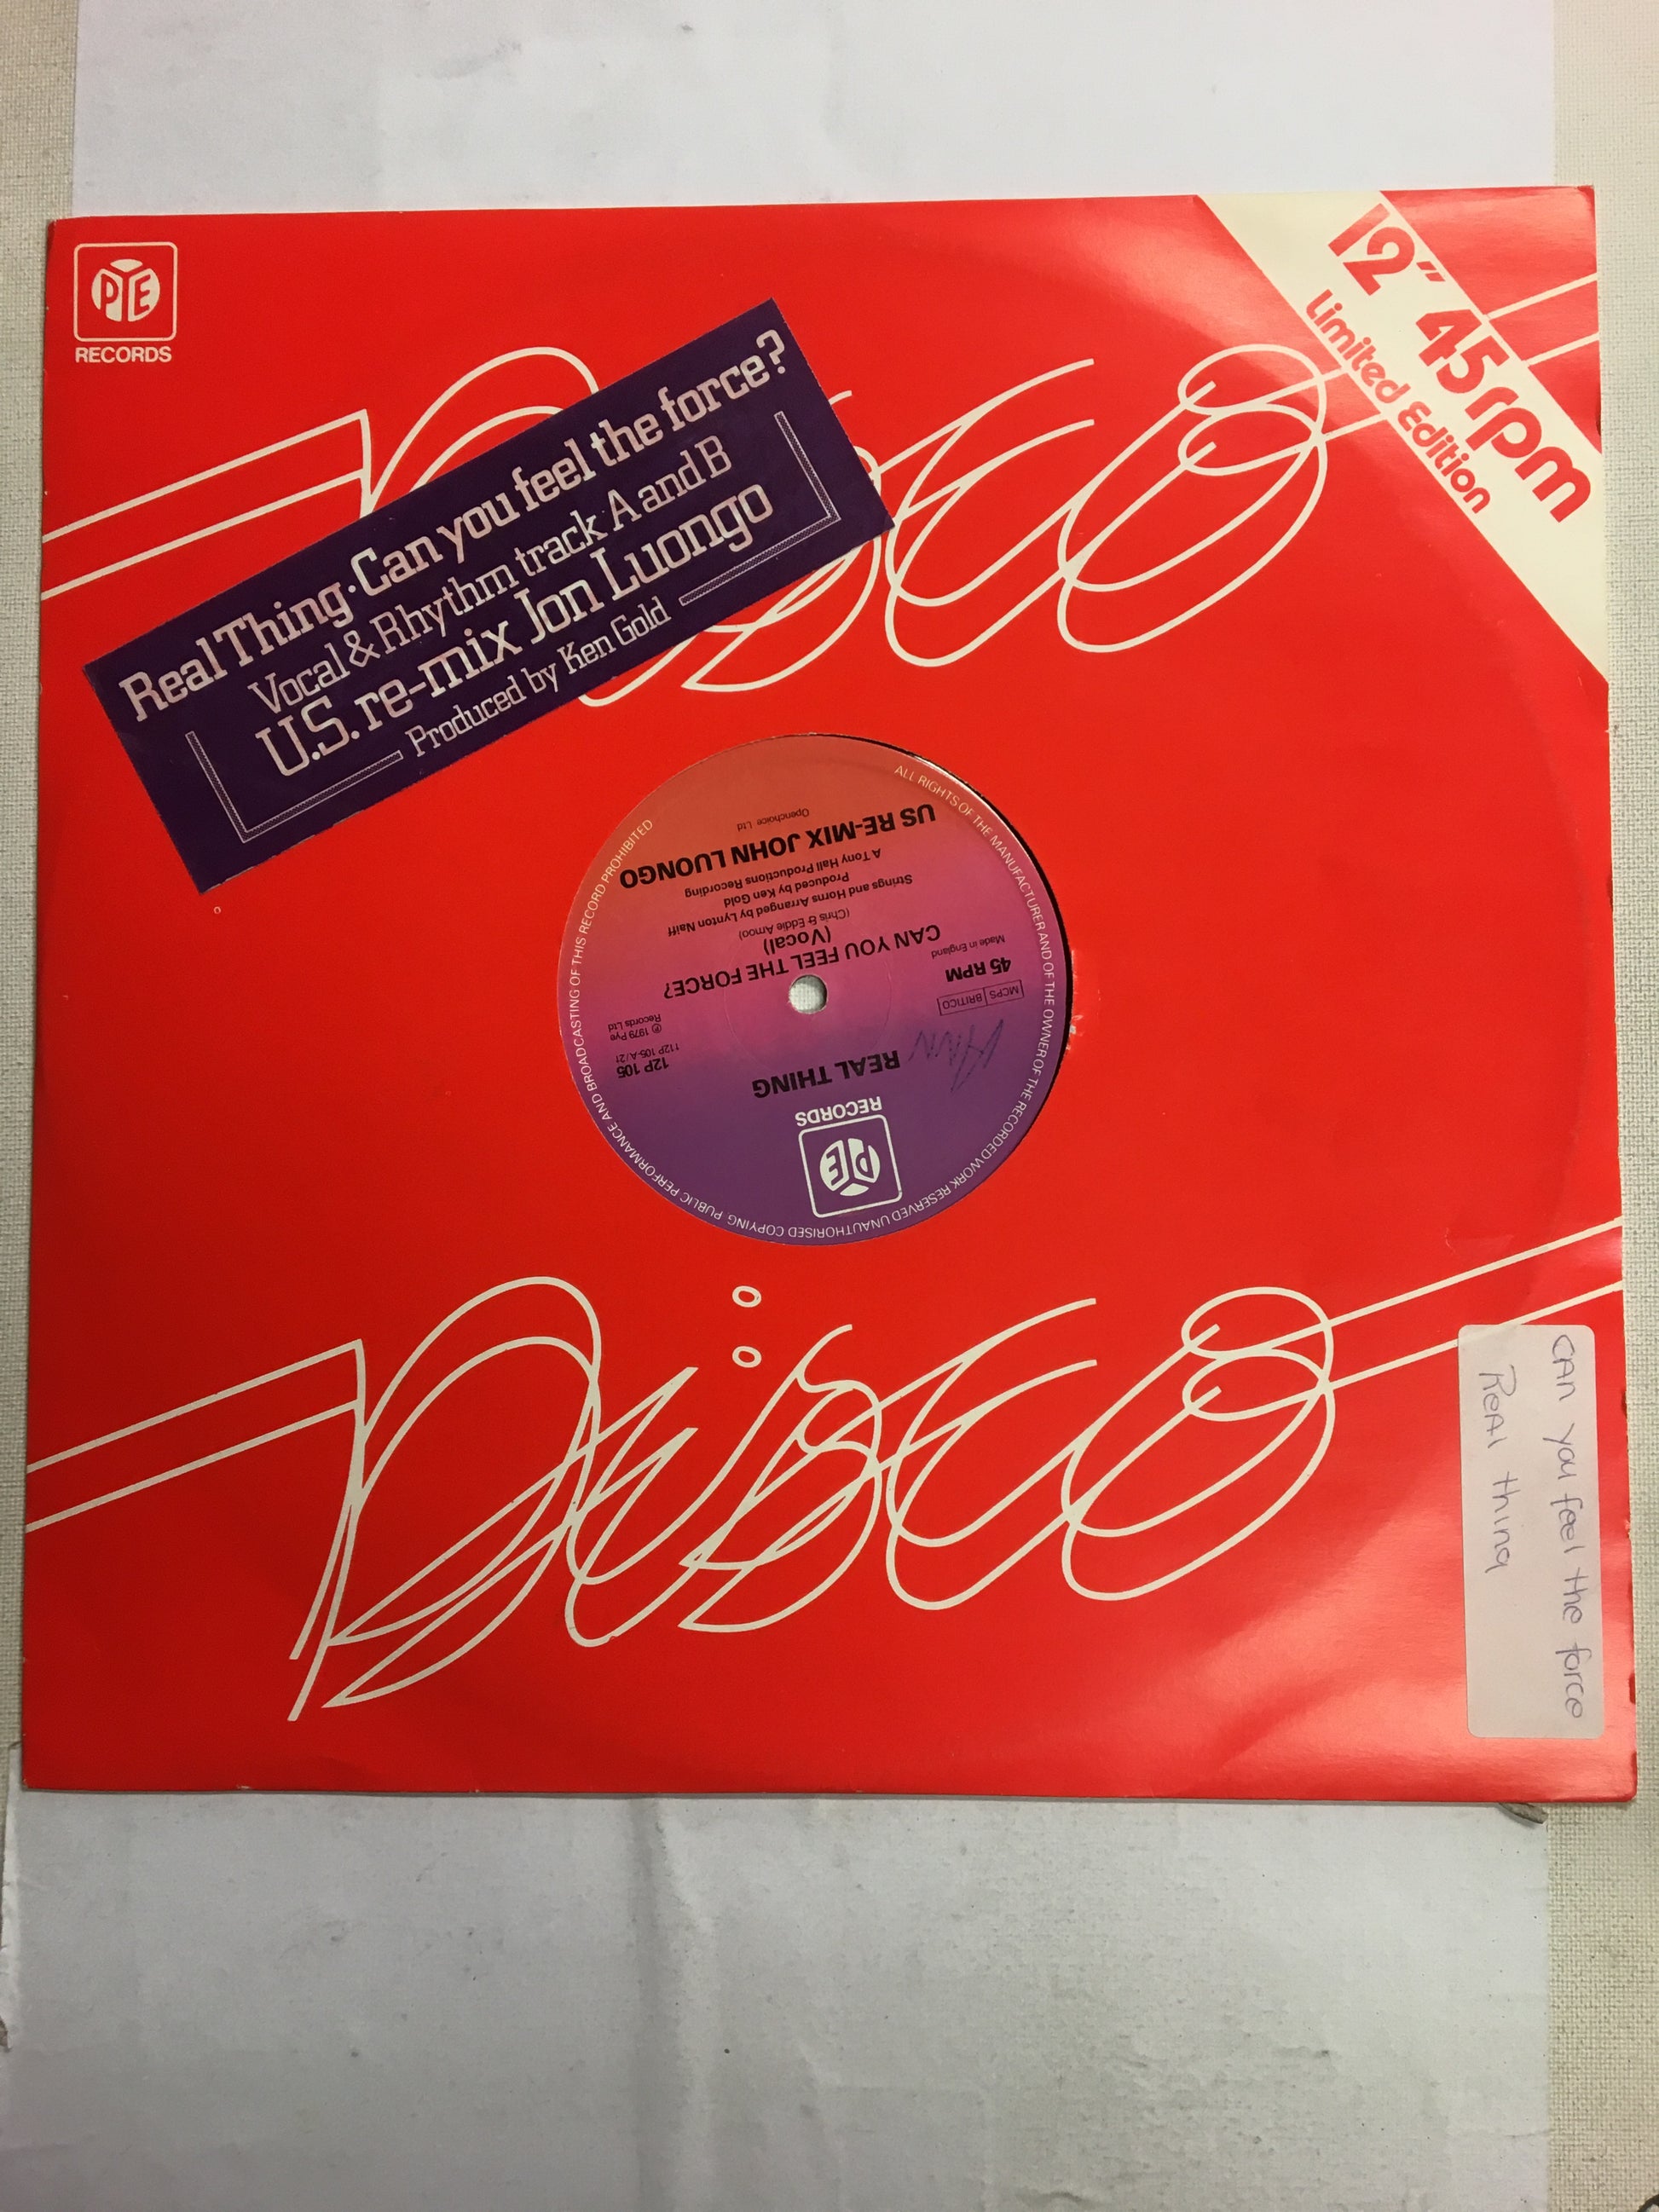 PYE
RECORDS
12" 45rpm
Limited Edition
Real Thing·Can you feel the force?
Vocal & Rhythm track A and B
U.S. re-mix Jon Luongo
Produced by Ken Gold
Disco
PYE
RECORDS
REAL THING
Ann
12P 105
12P 105-A/21
℗ 1979 Pye
Records Ltd
MCPS BRITICO
45 RPM
Made in England
CAN YOU FEEL THE FORCE?
(Vocal)
(Chris & Eddie Amoo)
Strings and Horns Arranged by Lynton Naiff
Produced by Ken Gold
A Tony Hall Productions Recording
US RE-MIX JOHN LUONGO
Openchoice Ltd
ALL RIGHTS OF THE MANUFACTURER AND OF THE OWNER OF THE RECORDED WORK RESERVED UNAUTHORISED COPYING PUBLIC PERFORMANCE AND BROADCASTING OF THIS RECORD PROHIBITED
Disco
CAn you feel the force
ReAl thing